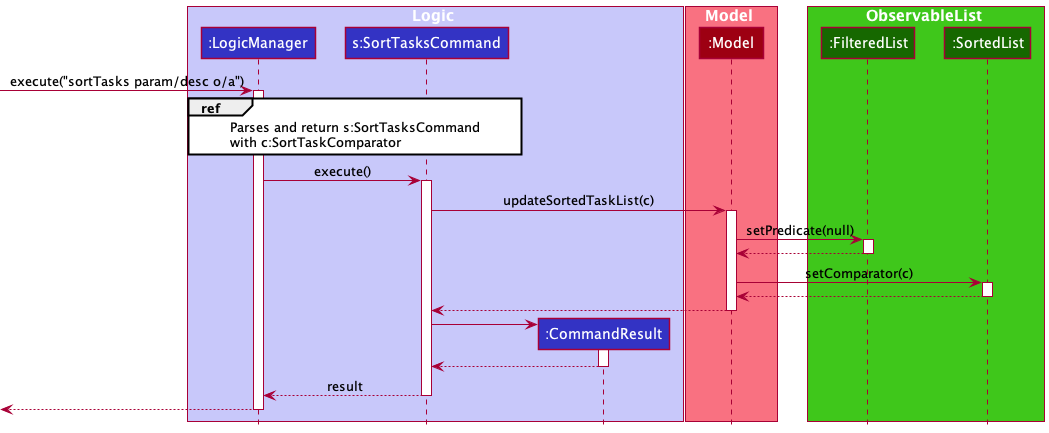 Logic
Model
ObservableList
:LogicManager
s:SortTasksCommand
:Model
:FilteredList
:SortedList
execute("sortTasks param/desc o/a")
ref
Parses and return s:SortTasksCommand
with c:SortTaskComparator
execute()
updateSortedTaskList(c)
setPredicate(null)
setComparator(c)
:CommandResult
result